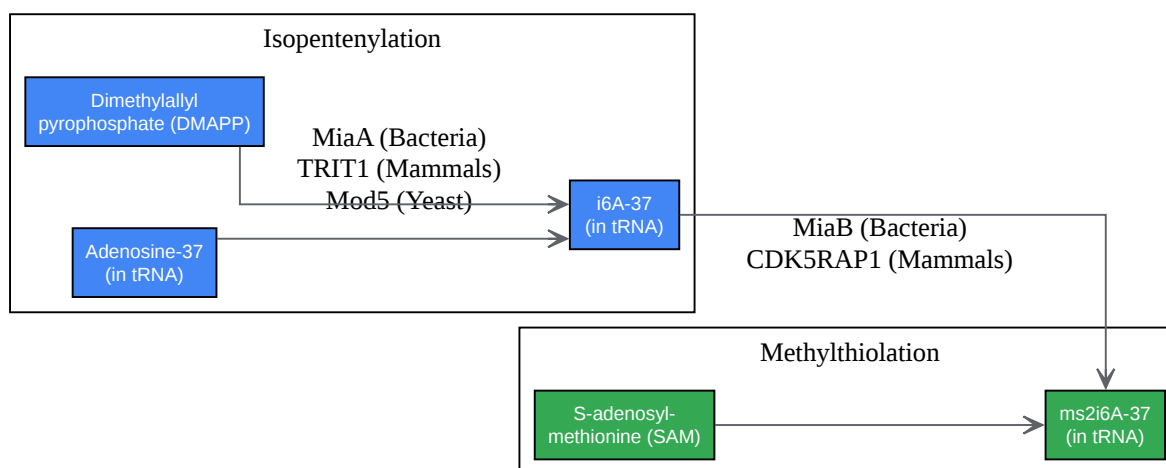 Isopentenylation
Dimethylallyl
pyrophosphate (DMAPP)
MiaA (Bacteria)
TRIT1 (Mammals)
Mod5 (Yeast)
i6A-37
(in tRNA)
Adenosine-37
(in tRNA)
MiaB (Bacteria)
CDK5RAP1 (Mammals)
Methylthiolation
S-adenosyl-
methionine (SAM)
ms2i6A-37
(in tRNA)